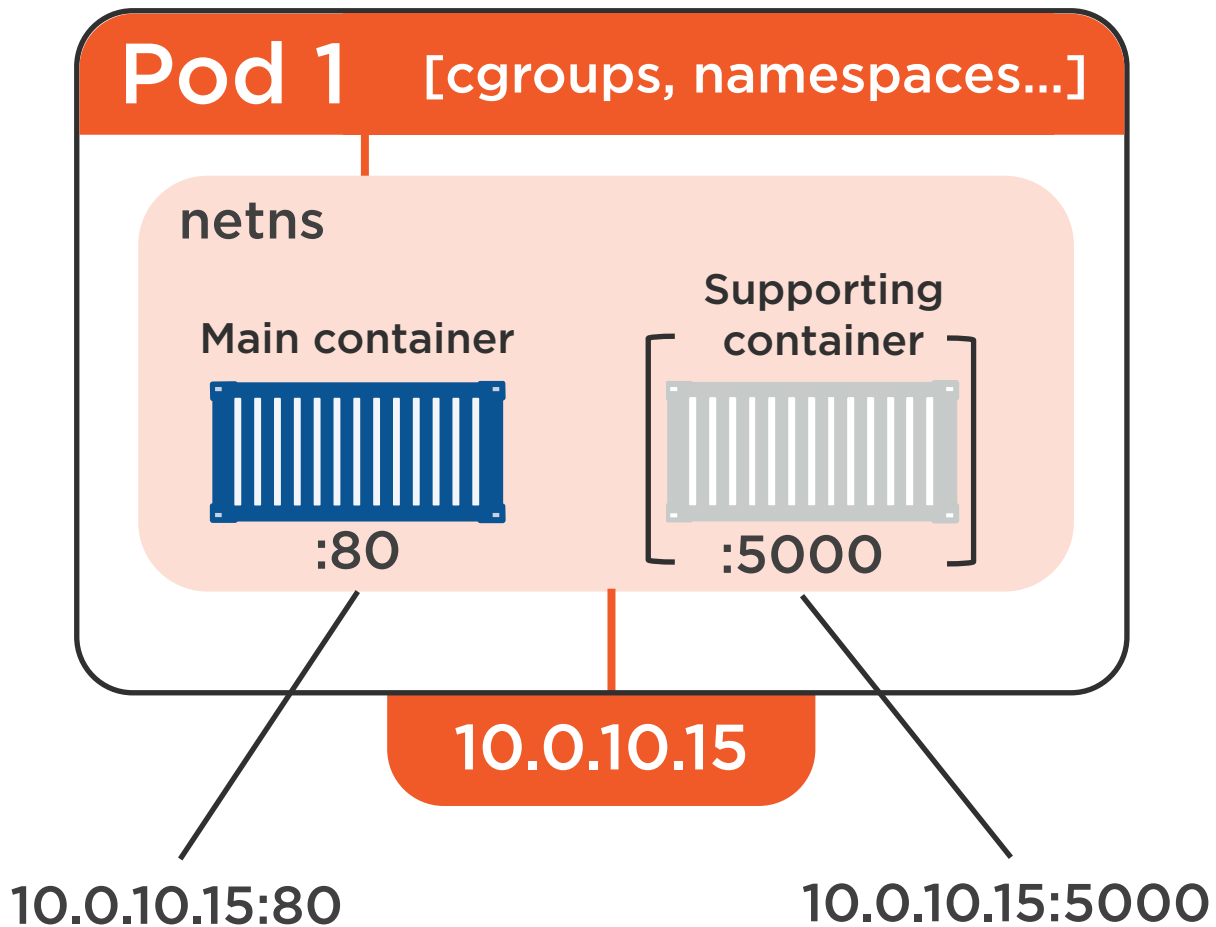 Pod 1 [cgroups, namespaces...]
netns
Main container
Supporting
container
:80
:5000
10.0.10.15
10.0.10.15:80
10.0.10.15:5000